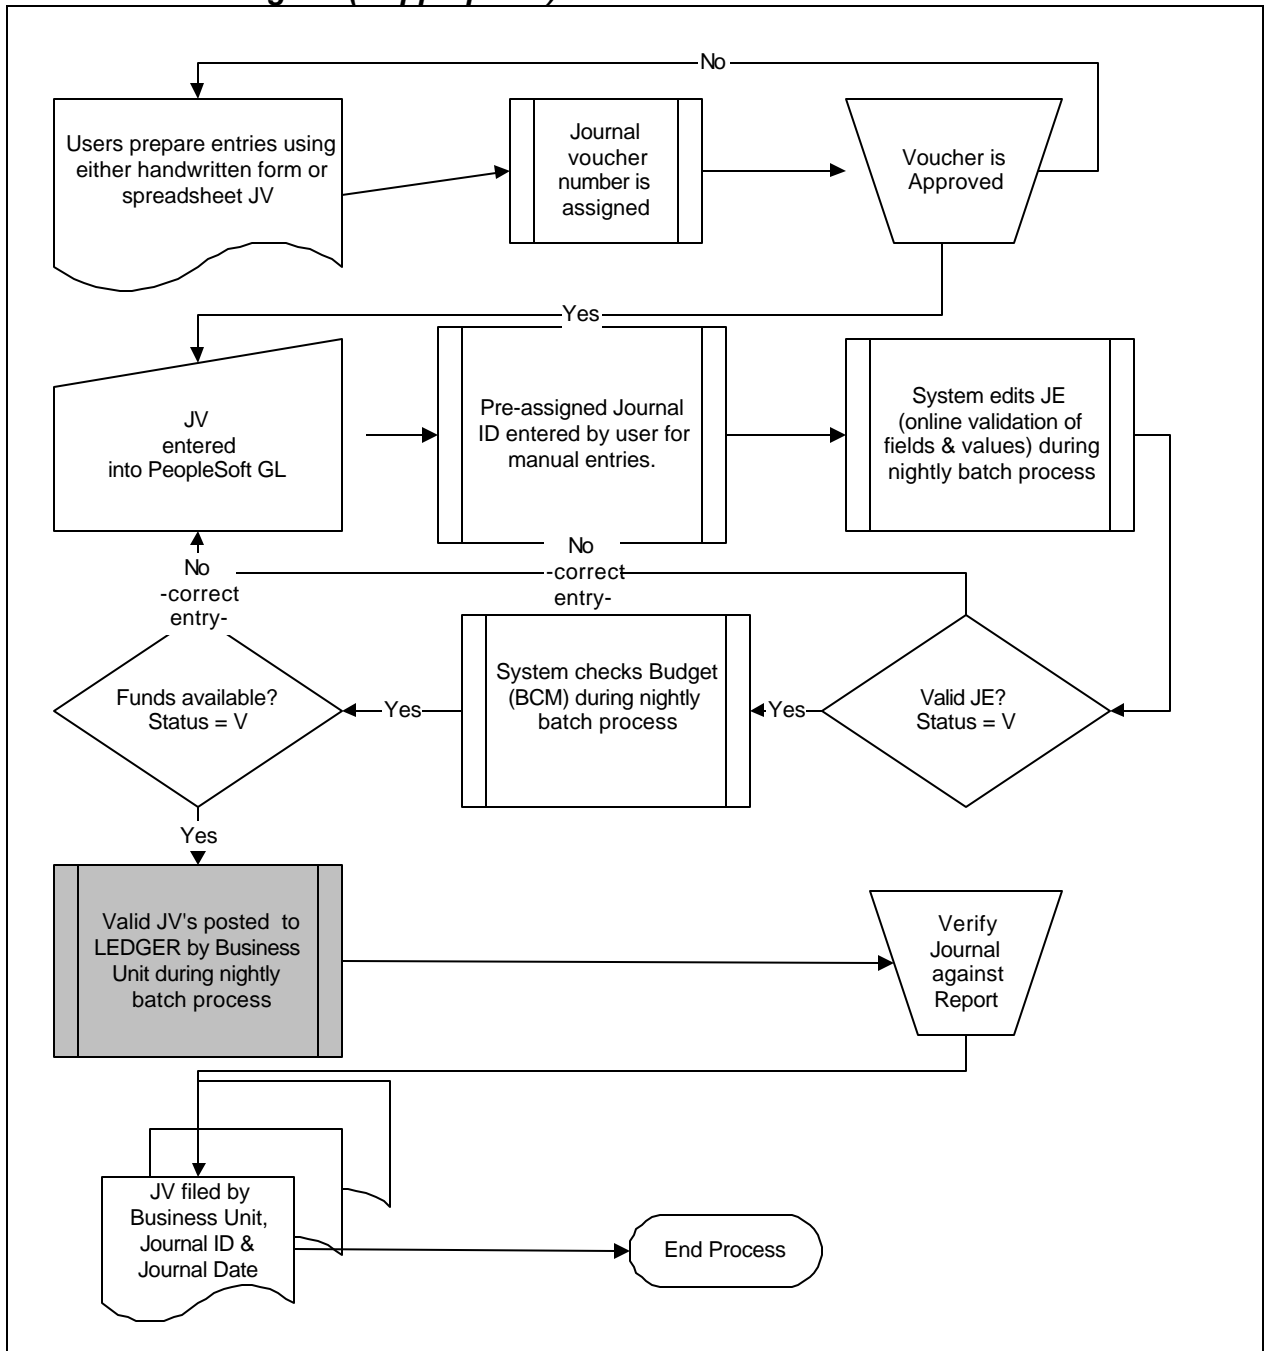 No
Users prepare entries using
either handwritten form or
spreadsheet JV
Journal
voucher
number is
assigned
Voucher is
Approved
Yes
JV
entered
into PeopleSoft GL
Pre-assigned Journal
ID entered by user for
manual entries.
System edits JE
(online validation of
fields & values) during
nightly batch process
No
-correct
entry-
No
-correct
entry-
Funds available?
Status = V
Yes
System checks Budget
(BCM) during nightly
batch process
Yes
Valid JE?
Status = V
Yes
Valid JV's posted to
LEDGER by Business
Unit during nightly
batch process
Verify
Journal
against
Report
JV filed by
Business Unit,
Journal ID &
Journal Date
End Process